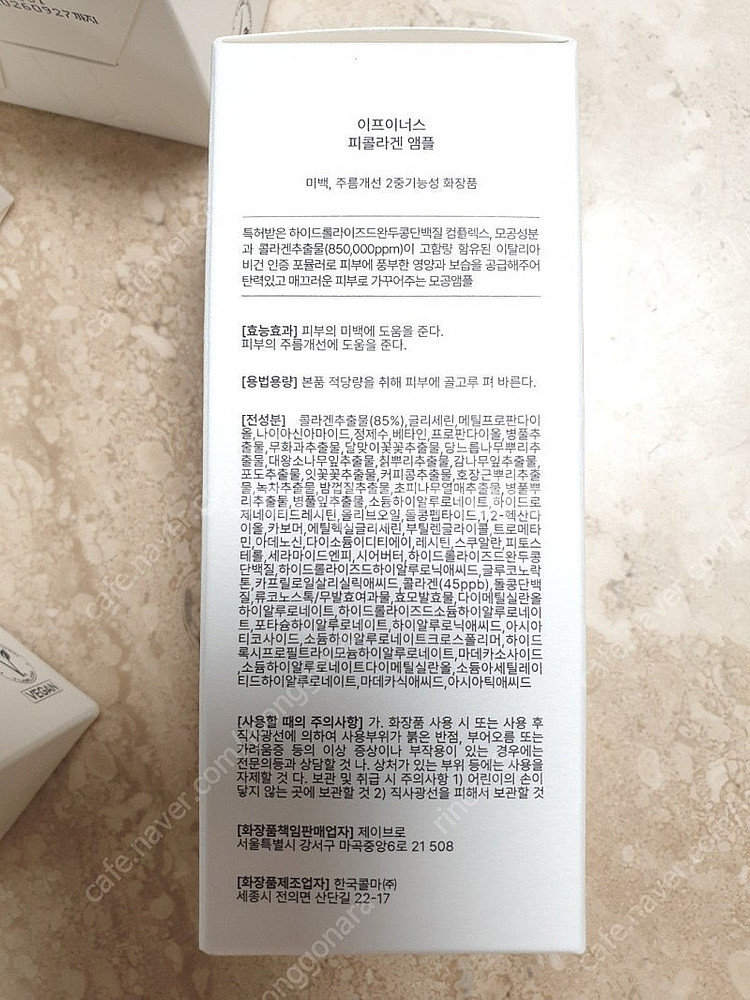 20260927까지
이프이너스
피콜라겐 앰플
미백, 주름개선 2중기능성 화장품
특허받은 하이드롤라이즈드완두콩단백질 컴플렉스, 모공성분
과 콜라겐추출물(850,000ppm)이 고함량 함유된 이탈리아
비건 인증 포뮬러로 피부에 풍부한 영양과 보습을 공급해주어
탄력있고 매끄러운 피부로 가꾸어주는 모공앰플
[효능효과] 피부의 미백에 도움을 준다.
피부의 주름개선에 도움을 준다.
[용법용량] 본품 적당량을 취해 피부에 골고루 펴 바른다.
[전성분] 콜라겐추출물(85%),글리세린,메틸프로판다이
올,나이아신아마이드,정제수,베타인,프로판다이올,병풀추
출물,무화과추출물,달맞이꽃꽃추출물,당느릅나무뿌리추
출물,대왕소나무잎추출물,칡뿌리추출물,감나무잎추출물,
포도추출물,잇꽃꽃추출물,커피콩추출물,호장근뿌리추출
물,녹차추출물,밤껍질추출물,초피나무열매추출물,병풀뿌
리추출물,병풀잎추출물,소듐하이알루로네이트,하이드로
제네이티드레시틴,올리브오일,돌콩펩타이드,1,2-헥산다
이올,카보머,에틸헥실글리세린,부틸렌글라이콜,트로메타
민,아데노신,다이소듐이디티에이,레시틴,스쿠알란,피토스
테롤,세라마이드엔피,시어버터,하이드롤라이즈드완두콩
단백질,하이드롤라이즈드하이알루로닉애씨드,글루코노락
톤,카프릴로일살리실릭애씨드,콜라겐(45ppb),돌콩단백
질,류코노스톡/무발효여과물,효모발효물,다이메틸실란올
하이알루로네이트,하이드롤라이즈드소듐하이알루로네이
트,포타슘하이알루로네이트,하이알루로닉애씨드,아시아
티코사이드,소듐하이알루로네이트크로스폴리머,하이드
록시프로필트라이모늄하이알루로네이트,마데카소사이드
,소듐하이알루로네이트다이메틸실란올,소듐아세틸레이
티드하이알루로네이트,마데카식애씨드,아시아틱애씨드
[사용할 때의 주의사항] 가. 화장품 사용 시 또는 사용 후
직사광선에 의하여 사용부위가 붉은 반점, 부어오름 또는
가려움증 등의 이상 증상이나 부작용이 있는 경우에는
전문의등과 상담할 것 나. 상처가 있는 부위 등에는 사용을
자제할 것 다. 보관 및 취급 시 주의사항 1) 어린이의 손이
닿지 않는 곳에 보관할 것 2) 직사광선을 피해서 보관할 것
[화장품책임판매업자] 제이브로
서울특별시 강서구 마곡중앙6로 21 508
[화장품제조업자] 한국콜마(주)
세종시 전의면 산단길 22-17
VEGAN
cafe.naver.com/joonggonara